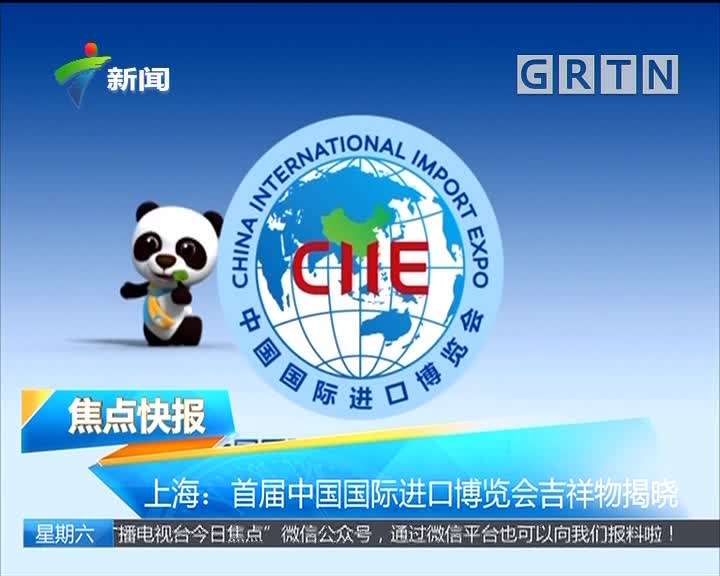 新闻
GRTN
CHINA INTERNATIONAL IMPORT EXPO
CIIE
中国国际进口博览会
焦点快报
上海：首届中国国际进口博览会吉祥物揭晓
星期六
广播电视台今日焦点”微信公众号，通过微信平台也可以向我们报料啦！